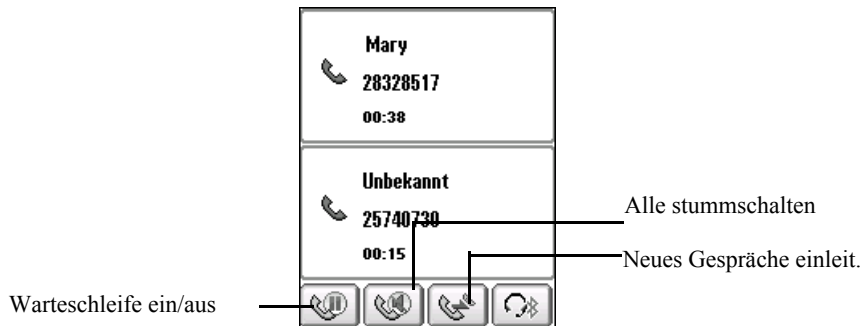 Mary
28328517
00:38
Unbekannt
25740730
00:15
Alle stummschalten
Neues Gespräche einleit.
Warteschleife ein/aus